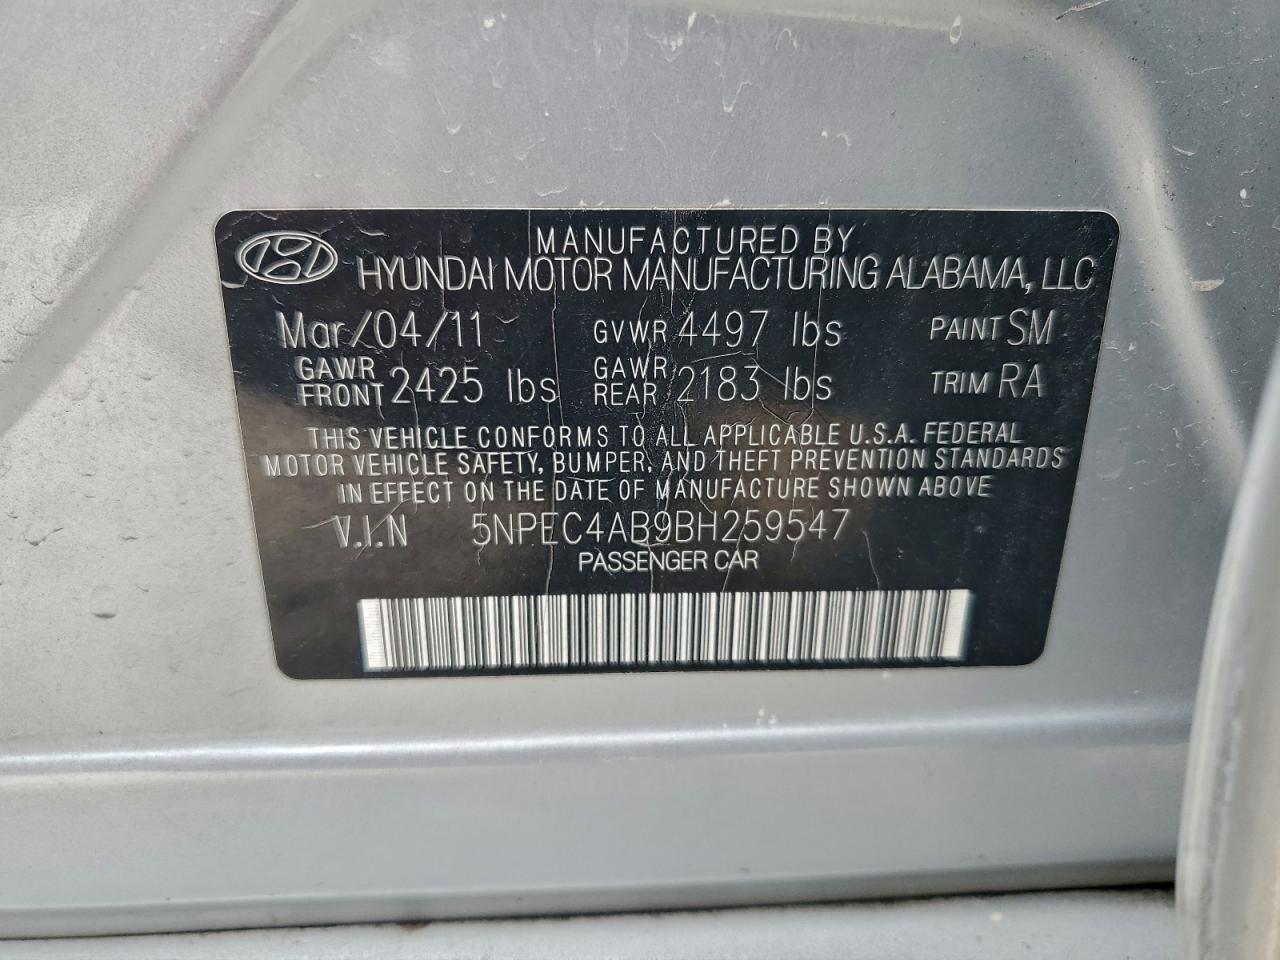 MANUFACTURED BY
HYUNDAI MOTOR MANUFACTURING ALABAMA, LLC
Mar/04/11 GVWR 4497 lbs PAINT SM
GAWR FRONT 2425 lbs GAWR REAR 2183 lbs TRIM RA
THIS VEHICLE CONFORMS TO ALL APPLICABLE U.S.A. FEDERAL
MOTOR VEHICLE SAFETY, BUMPER, AND THEFT PREVENTION STANDARDS
IN EFFECT ON THE DATE OF MANUFACTURE SHOWN ABOVE
V.I.N 5NPEC4AB9BH259547
PASSENGER CAR